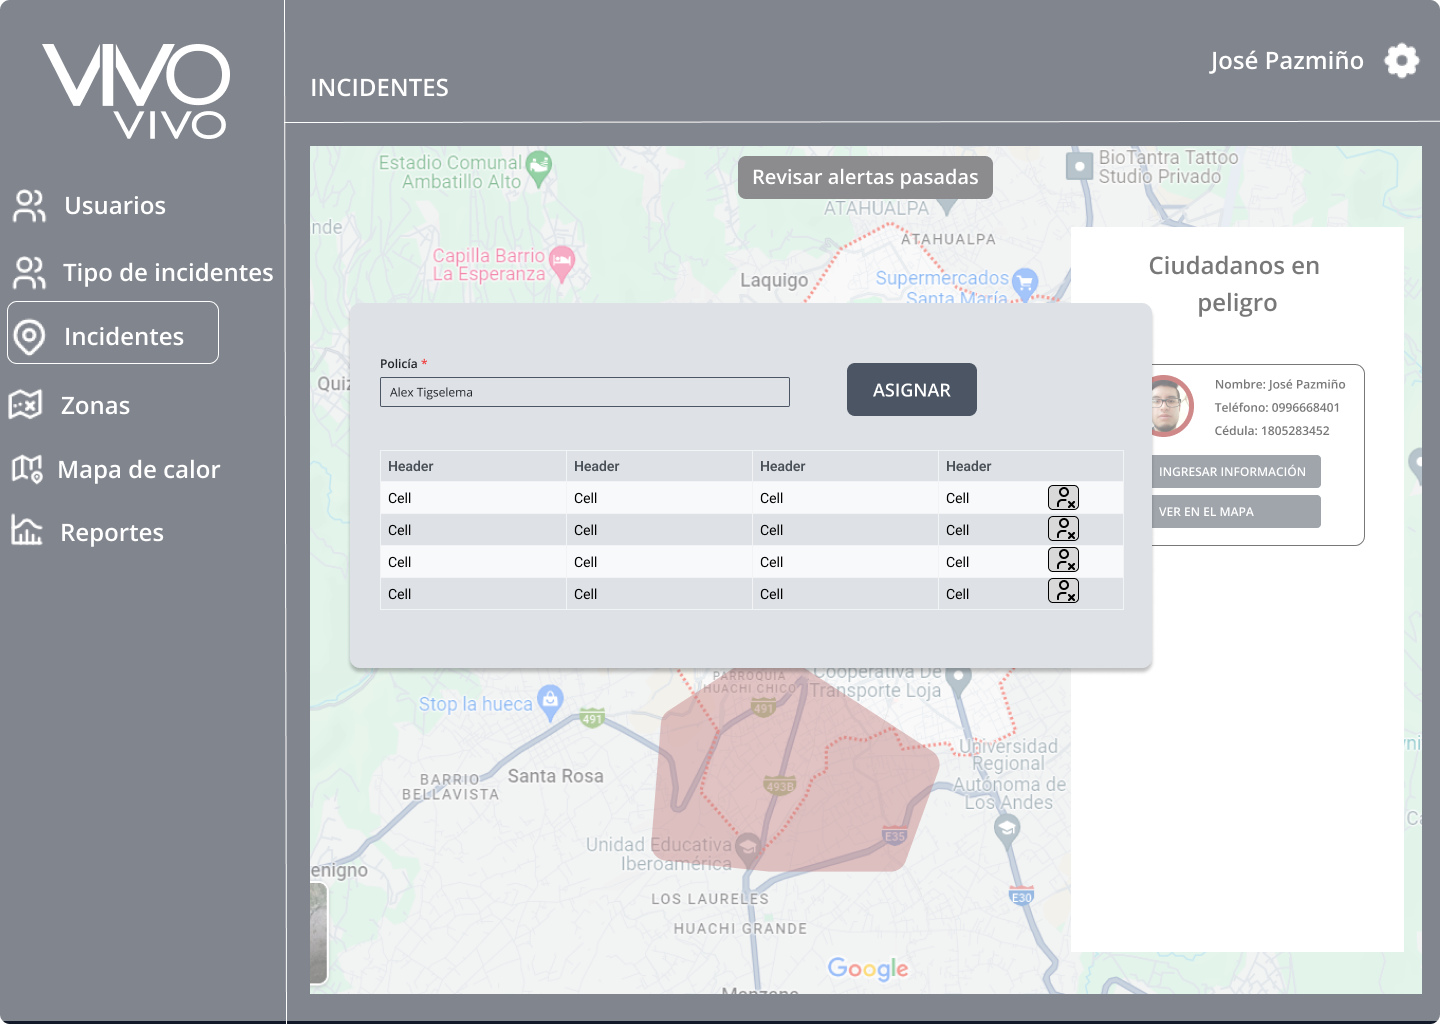 VIVO
VIVO
Usuarios
Tipo de incidentes
Incidentes
Zonas
Mapa de calor
Reportes
INCIDENTES
José Pazmiño
Revisar alertas pasadas
Estadio Comunal
Ambatillo Alto
BioTantra Tattoo
Studio Privado
nde
ATAHUALPA
ATAHUALPA
Capilla Barrio
La Esperanza
Laquigo
Supermercados
Santa María
Ciudadanos en
peligro
Nombre: José Pazmiño
Teléfono: 0996668401
Cédula: 1805283452
INGRESAR INFORMACIÓN
VER EN EL MAPA
Quiz
Policía *
Alex Tigselema
ASIGNAR
Header Header Header Header
Cell Cell Cell Cell
Cell Cell Cell Cell
Cell Cell Cell Cell
Cell Cell Cell Cell
PARROQUIA
HUACHI CHICO
Cooperativa De
Transporte Loja
Stop la hueca
491
491
Universidad
Regional
Autónoma de
Los Andes
BARRIO
BELLAVISTA
Santa Rosa
493B
E35
Unidad Educativa
Iberoamérica
enigno
LOS LAURELES
E30
HUACHI GRANDE
Google
Manzano